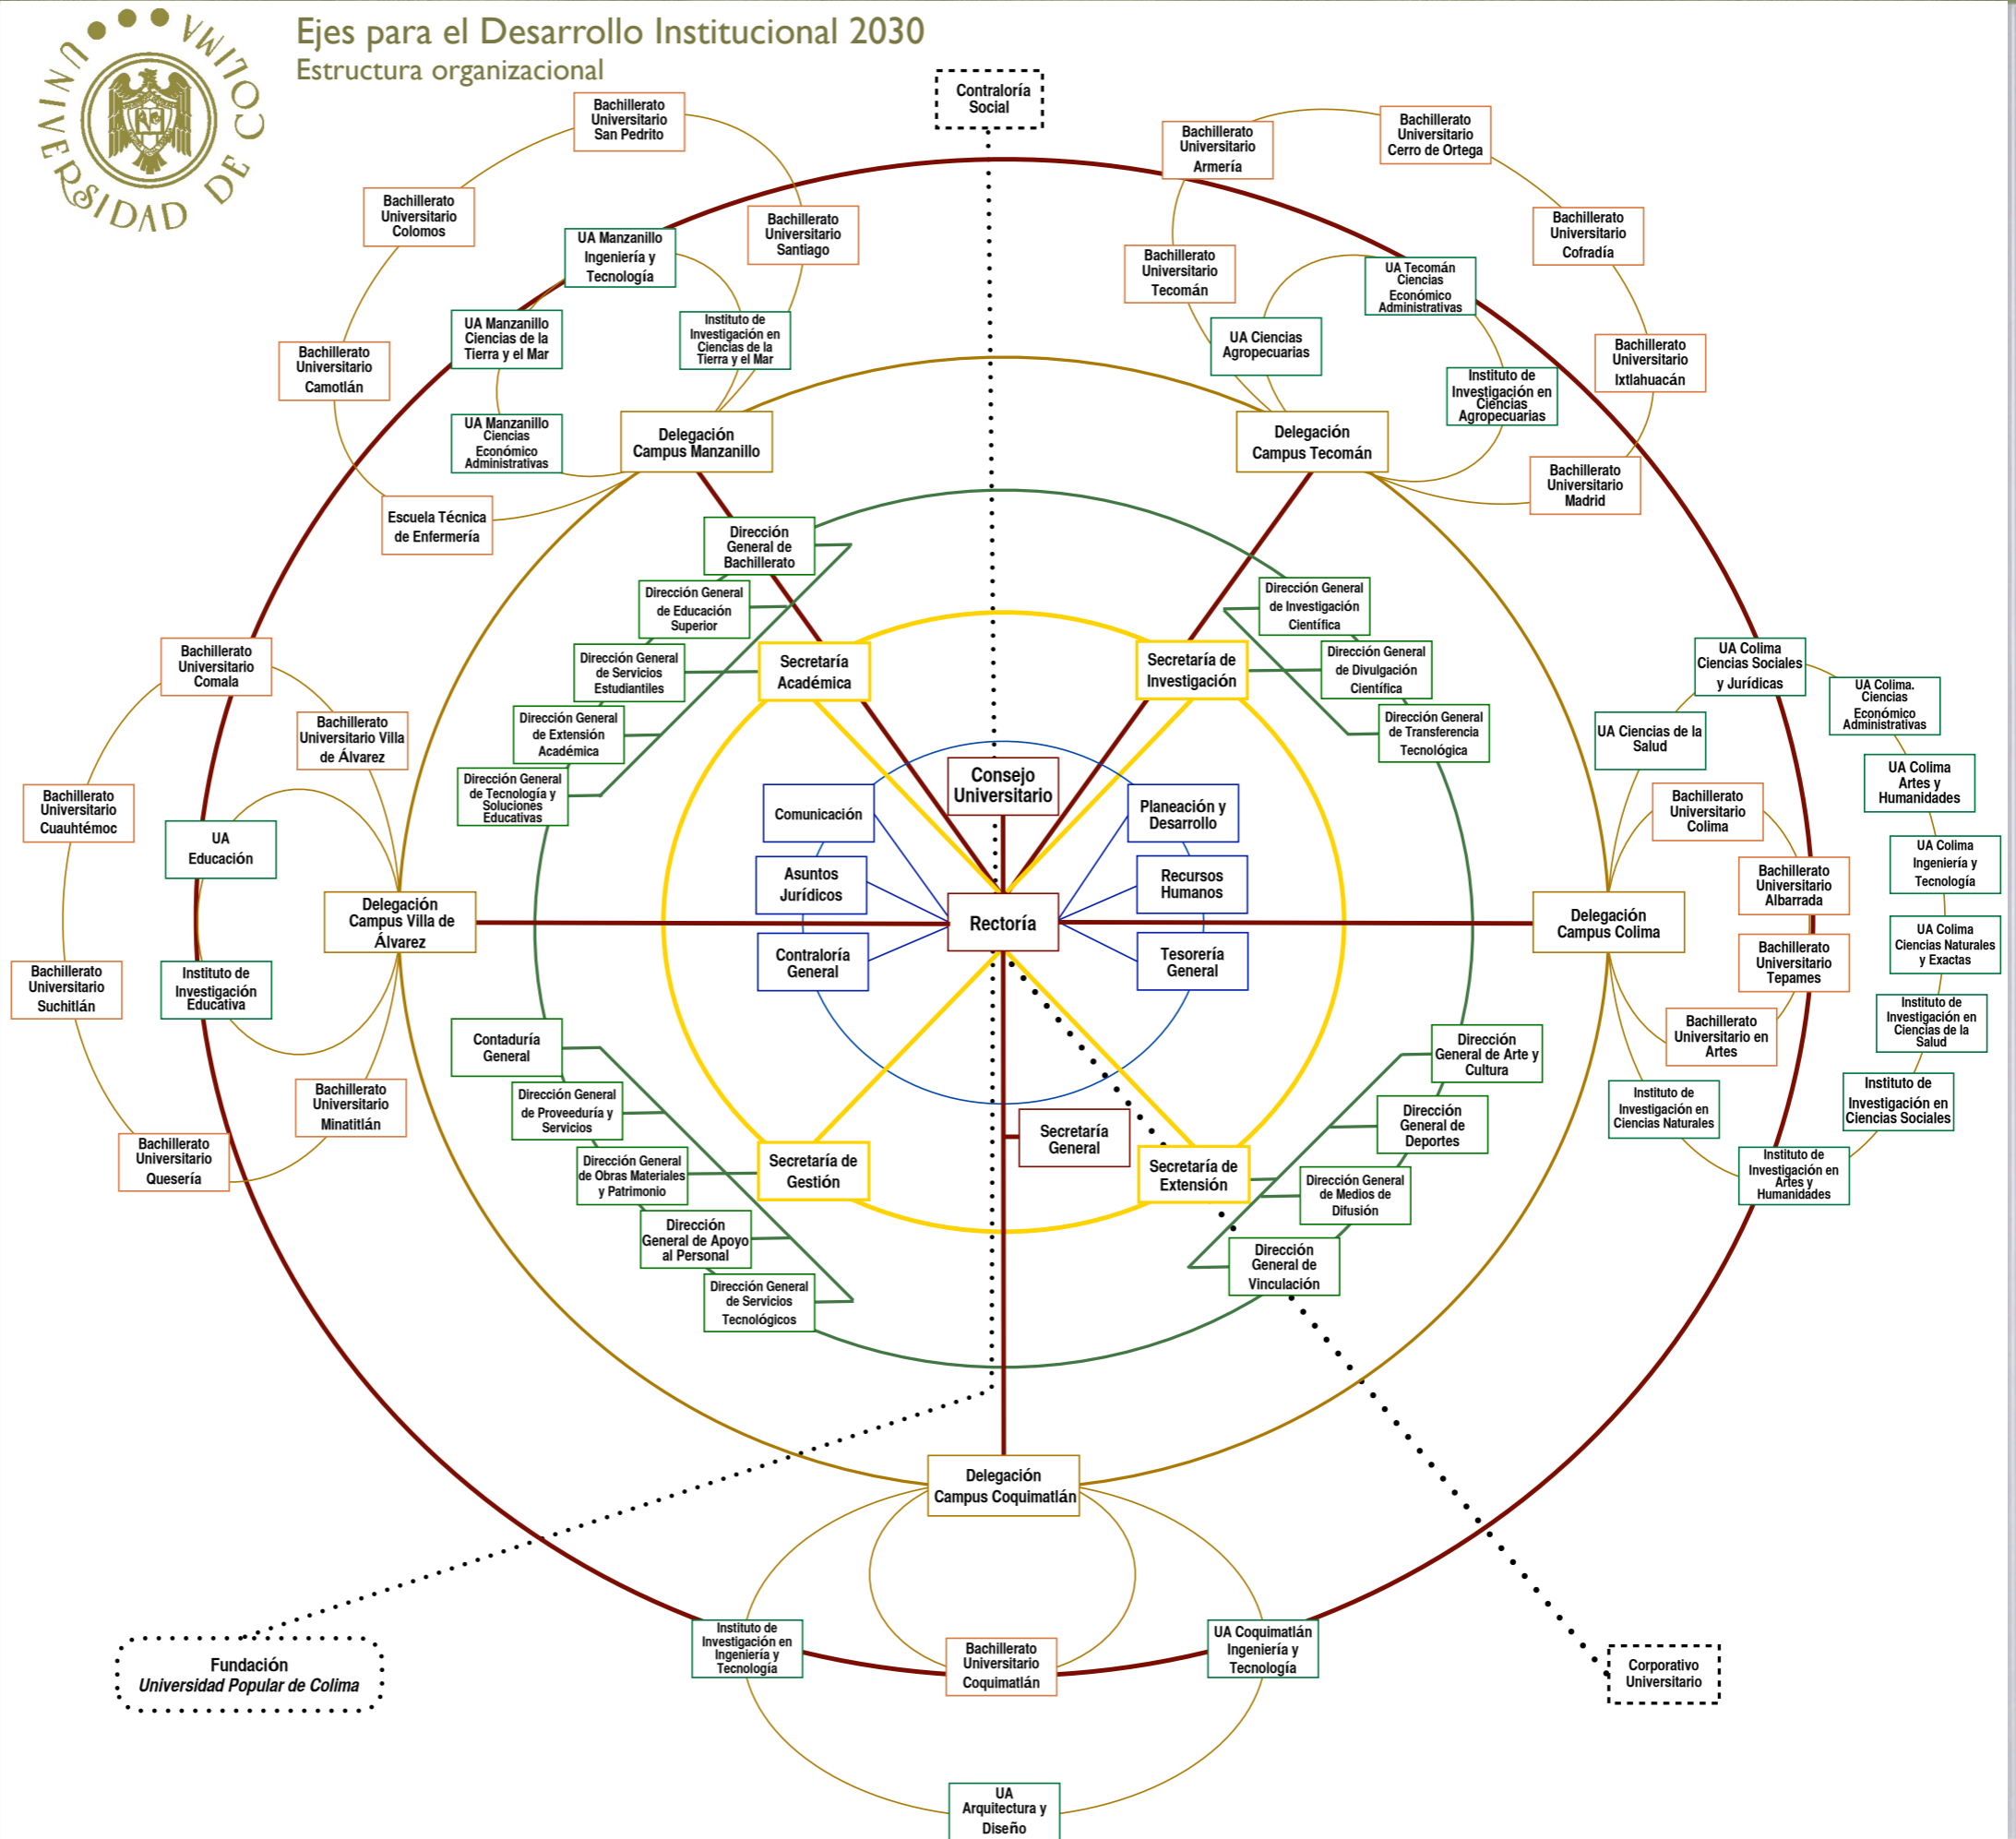 UNIVERSIDAD DE COLIMA
Ejes para el Desarrollo Institucional 2030
Estructura organizacional
Contraloría
Social
Bachillerato
Universitario
San Pedrito
Bachillerato
Universitario
Colomos
Bachillerato
Universitario
Santiago
UA Manzanillo
Ingeniería y
Tecnología
UA Manzanillo
Ciencias de la
Tierra y el Mar
Instituto de
Investigación en
Ciencias de la
Tierra y el Mar
Bachillerato
Universitario
Camotlán
UA Manzanillo
Ciencias
Económico
Administrativas
Delegación
Campus Manzanillo
Escuela Técnica
de Enfermería
Bachillerato
Universitario
Armería
Bachillerato
Universitario
Cerro de Ortega
Bachillerato
Universitario
Cofradía
Bachillerato
Universitario
Tecomán
UA Tecomán
Ciencias
Económico
Administrativas
UA Ciencias
Agropecuarias
Bachillerato
Universitario
Ixtlahuacán
Instituto de
Investigación en
Ciencias
Agropecuarias
Delegación
Campus Tecomán
Bachillerato
Universitario
Madrid
Dirección
General de
Bachillerato
Dirección General
de Educación
Superior
Dirección General
de Servicios
Estudiantiles
Dirección General
de Extensión
Académica
Dirección General
de Tecnología y
Soluciones
Educativas
Secretaría
Académica
Secretaría de
Investigación
Dirección General
de Investigación
Científica
Dirección General
de Divulgación
Científica
Dirección General
de Transferencia
Tecnológica
Consejo
Universitario
Comunicación
Asuntos
Jurídicos
Contraloría
General
Rectoría
Planeación y
Desarrollo
Recursos
Humanos
Tesorería
General
Bachillerato
Universitario
Comala
Bachillerato
Universitario Villa
de Álvarez
Bachillerato
Universitario
Cuauhtémoc
UA
Educación
Delegación
Campus Villa de
Álvarez
Bachillerato
Universitario
Suchitlán
Instituto de
Investigación
Educativa
Bachillerato
Universitario
Minatitlán
Bachillerato
Universitario
Quesería
UA Colima
Ciencias Sociales
y Jurídicas
UA Colima.
Ciencias
Económico
Administrativas
UA Ciencias de la
Salud
UA Colima
Artes y
Humanidades
Bachillerato
Universitario
Colima
UA Colima
Ingeniería y
Tecnología
Bachillerato
Universitario
Albarrada
Delegación
Campus Colima
UA Colima
Ciencias Naturales
y Exactas
Bachillerato
Universitario
Tepames
Instituto de
Investigación en
Ciencias de la
Salud
Bachillerato
Universitario en
Artes
Instituto de
Investigación en
Ciencias Naturales
Instituto de
Investigación en
Ciencias Sociales
Instituto de
Investigación en
Artes y
Humanidades
Contaduría
General
Dirección General
de Proveeduría y
Servicios
Dirección General
de Obras Materiales
y Patrimonio
Dirección
General de Apoyo
al Personal
Dirección General
de Servicios
Tecnológicos
Secretaría de
Gestión
Secretaría
General
Secretaría de
Extensión
Dirección
General de Arte y
Cultura
Dirección
General de
Deportes
Dirección General
de Medios de
Difusión
Dirección
General de
Vinculación
Delegación
Campus Coquimatlán
Instituto de
Investigación en
Ingeniería y
Tecnología
Bachillerato
Universitario
Coquimatlán
UA Coquimatlán
Ingeniería y
Tecnología
UA
Arquitectura y
Diseño
Fundación
Universidad Popular de Colima
Corporativo
Universitario